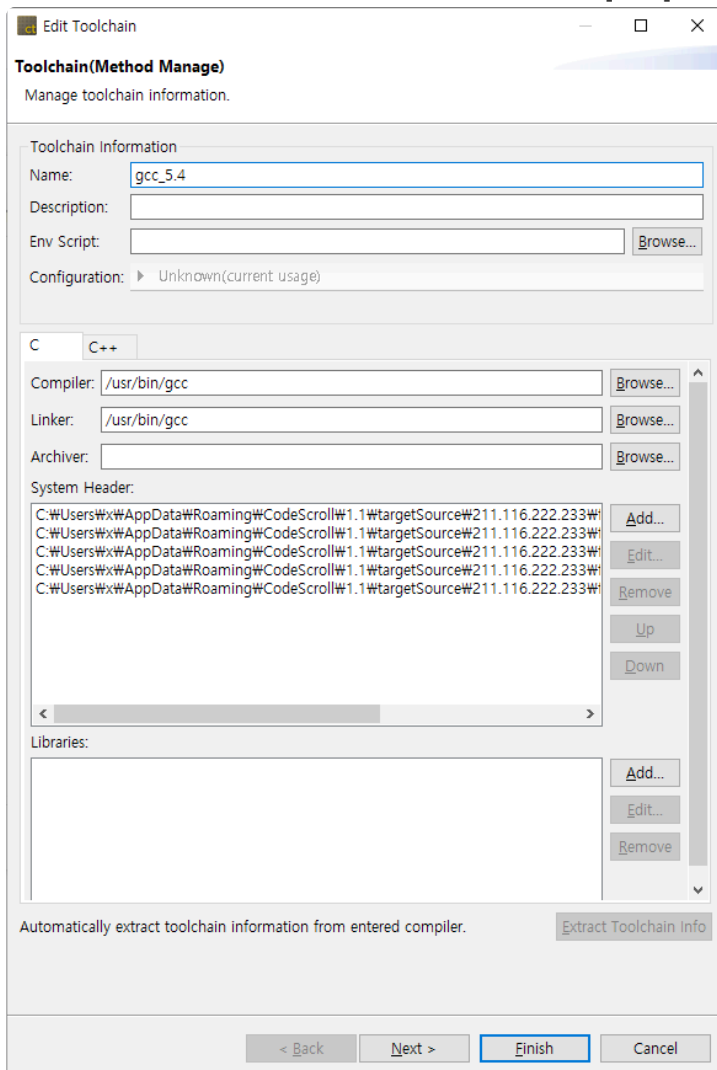 ct Edit Toolchain
Toolchain(Method Manage)
Manage toolchain information.
Toolchain Information
Name: gcc_5.4
Description:
Env Script: Browse...
Configuration: Unknown(current usage)
C C++
Compiler: /usr/bin/gcc Browse...
Linker: /usr/bin/gcc Browse...
Archiver: Browse...
System Header:
C:₩Users₩x₩AppData₩Roaming₩CodeScroll₩1.1₩targetSource₩211.116.222.233₩ Add...
C:₩Users₩x₩AppData₩Roaming₩CodeScroll₩1.1₩targetSource₩211.116.222.233₩
C:₩Users₩x₩AppData₩Roaming₩CodeScroll₩1.1₩targetSource₩211.116.222.233₩ Edit...
C:₩Users₩x₩AppData₩Roaming₩CodeScroll₩1.1₩targetSource₩211.116.222.233₩
C:₩Users₩x₩AppData₩Roaming₩CodeScroll₩1.1₩targetSource₩211.116.222.233₩ Remove
Up
Down
Libraries:
Add...
Edit...
Remove
Automatically extract toolchain information from entered compiler. Extract Toolchain Info
< Back Next > Finish Cancel